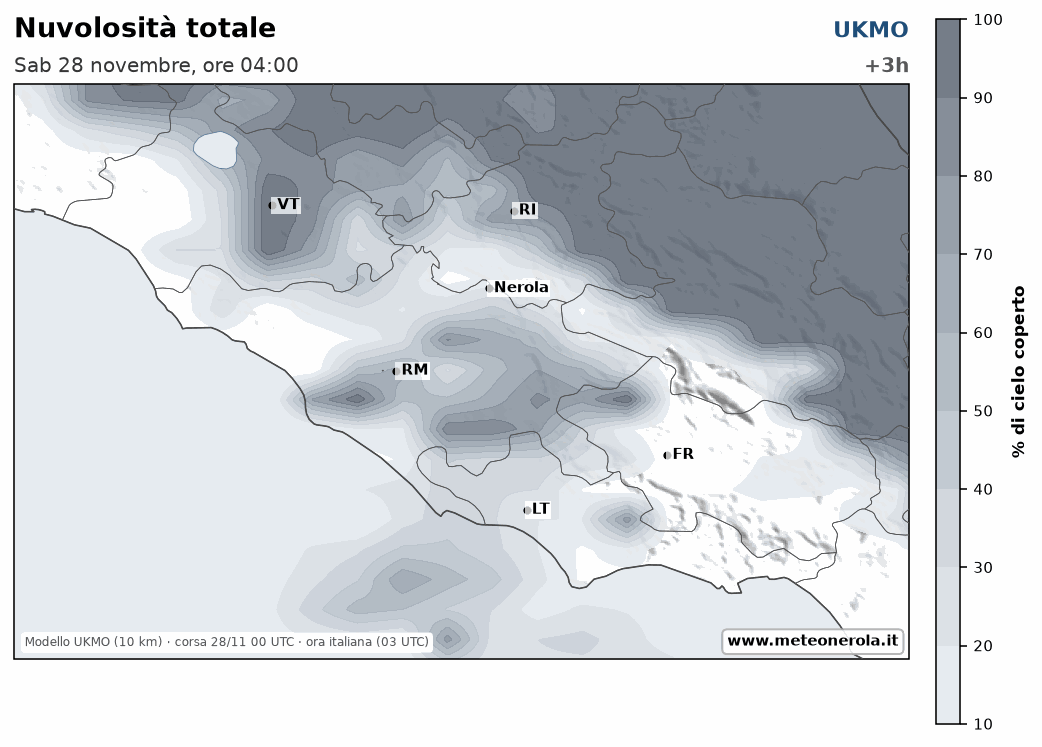 Nuvolosità totale
UKMO
Sab 28 novembre, ore 04:00
+3h
VT
RI
Nerola
RM
FR
LT
Modello UKMO (10 km) · corsa 28/11 00 UTC · ora italiana (03 UTC)
www.meteonerola.it
100
90
80
70
60
50
40
30
20
10
% di cielo coperto